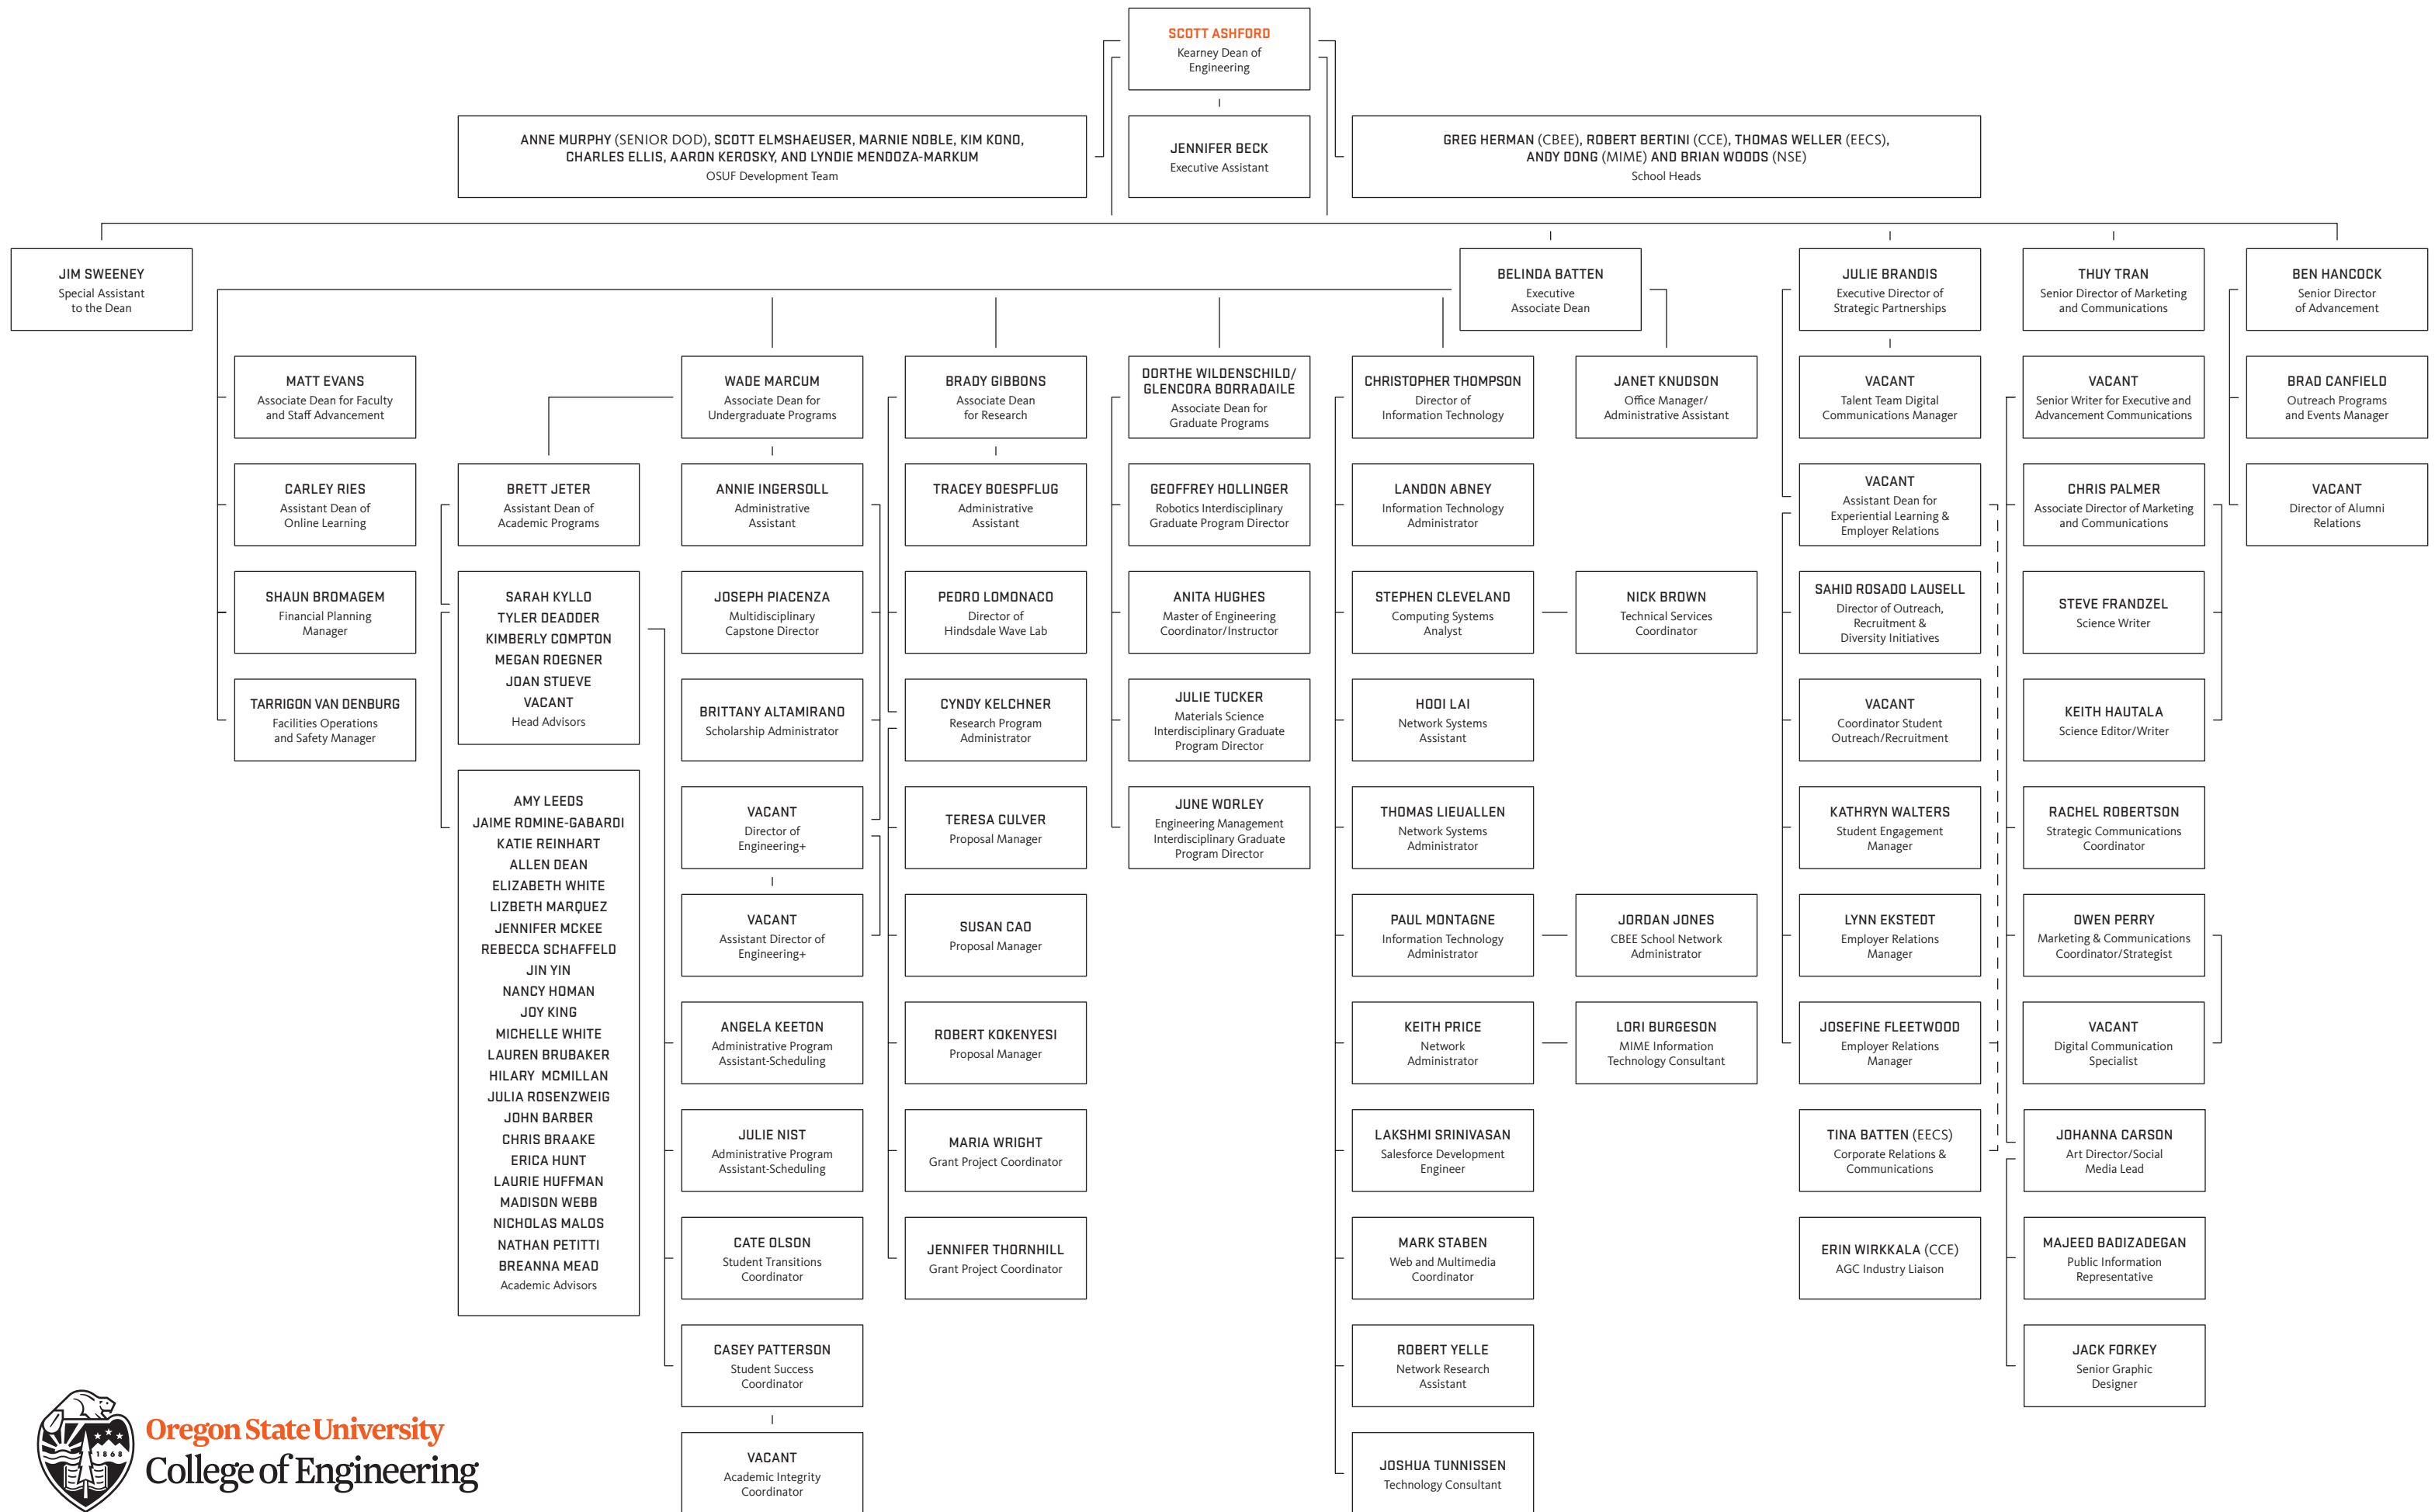 SCOTT ASHFORD
Kearney Dean of
Engineering
ANNE MURPHY (SENIOR DOD), SCOTT ELMSHAEUSER, MARNIE NOBLE, KIM KONO,
CHARLES ELLIS, AARON KEROSKY, AND LYNDIE MENDOZA-MARKUM
OSUF Development Team
JENNIFER BECK
Executive Assistant
GREG HERMAN (CBEE), ROBERT BERTINI (CCE), THOMAS WELLER (EECS),
ANDY DONG (MIME) AND BRIAN WOODS (NSE)
School Heads
JIM SWEENEY
Special Assistant
to the Dean
BELINDA BATTEN
Executive
Associate Dean
JULIE BRANDIS
Executive Director of
Strategic Partnerships
THUY TRAN
Senior Director of Marketing
and Communications
BEN HANCOCK
Senior Director
of Advancement
MATT EVANS
Associate Dean for Faculty
and Staff Advancement
WADE MARCUM
Associate Dean for
Undergraduate Programs
BRADY GIBBONS
Associate Dean
for Research
DORTHE WILDENSCHILD/
GLENCORA BORRADAILE
Associate Dean for
Graduate Programs
CHRISTOPHER THOMPSON
Director of
Information Technology
JANET KNUDSON
Office Manager/
Administrative Assistant
VACANT
Talent Team Digital
Communications Manager
VACANT
Senior Writer for Executive and
Advancement Communications
BRAD CANFIELD
Outreach Programs
and Events Manager
CARLEY RIES
Assistant Dean of
Online Learning
BRETT JETER
Assistant Dean of
Academic Programs
ANNIE INGERSOLL
Administrative
Assistant
TRACEY BOESPFLUG
Administrative
Assistant
GEOFFREY HOLLINGER
Robotics Interdisciplinary
Graduate Program Director
LANDON ABNEY
Information Technology
Administrator
VACANT
Assistant Dean for
Experiential Learning &
Employer Relations
CHRIS PALMER
Associate Director of Marketing
and Communications
VACANT
Director of Alumni
Relations
SHAUN BROMAGEM
Financial Planning
Manager
SARAH KYLLO
TYLER DEADDER
KIMBERLY COMPTON
MEGAN ROEGNER
JOAN STUEVE
VACANT
Head Advisors
JOSEPH PIACENZA
Multidisciplinary
Capstone Director
PEDRO LOMONACO
Director of
Hindsdale Wave Lab
ANITA HUGHES
Master of Engineering
Coordinator/Instructor
STEPHEN CLEVELAND
Computing Systems
Analyst
NICK BROWN
Technical Services
Coordinator
SAHID ROSADO LAUSELL
Director of Outreach,
Recruitment &
Diversity Initiatives
STEVE FRANDZEL
Science Writer
TARRIGON VAN DENBURG
Facilities Operations
and Safety Manager
BRITTANY ALTAMIRANO
Scholarship Administrator
CYNDY KELCHNER
Research Program
Administrator
JULIE TUCKER
Materials Science
Interdisciplinary Graduate
Program Director
HOOI LAI
Network Systems
Assistant
VACANT
Coordinator Student
Outreach/Recruitment
KEITH HAUTALA
Science Editor/Writer
AMY LEEDS
JAIME ROMINE-GABARDI
KATIE REINHART
ALLEN DEAN
ELIZABETH WHITE
LIZBETH MARQUEZ
JENNIFER MCKEE
REBECCA SCHAFFELD
JIN YIN
NANCY HOMAN
JOY KING
MICHELLE WHITE
LAUREN BRUBAKER
HILARY MCMILLAN
JULIA ROSENZWEIG
JOHN BARBER
CHRIS BRAAKE
ERICA HUNT
LAURIE HUFFMAN
MADISON WEBB
NICHOLAS MALOS
NATHAN PETITTI
BREANNA MEAD
Academic Advisors
VACANT
Director of
Engineering+
TERESA CULVER
Proposal Manager
JUNE WORLEY
Engineering Management
Interdisciplinary Graduate
Program Director
THOMAS LIEUALLEN
Network Systems
Administrator
KATHRYN WALTERS
Student Engagement
Manager
RACHEL ROBERTSON
Strategic Communications
Coordinator
VACANT
Assistant Director of
Engineering+
SUSAN CAO
Proposal Manager
PAUL MONTAGNE
Information Technology
Administrator
JORDAN JONES
CBEE School Network
Administrator
LYNN EKSTEDT
Employer Relations
Manager
OWEN PERRY
Marketing & Communications
Coordinator/Strategist
ANGELA KEETON
Administrative Program
Assistant-Scheduling
ROBERT KOKENYESI
Proposal Manager
KEITH PRICE
Network
Administrator
LORI BURGESON
MIME Information
Technology Consultant
JOSEFINE FLEETWOOD
Employer Relations
Manager
VACANT
Digital Communication
Specialist
JULIE NIST
Administrative Program
Assistant-Scheduling
MARIA WRIGHT
Grant Project Coordinator
LAKSHMI SRINIVASAN
Salesforce Development
Engineer
TINA BATTEN (EECS)
Corporate Relations &
Communications
JOHANNA CARSON
Art Director/Social
Media Lead
CATE OLSON
Student Transitions
Coordinator
JENNIFER THORNHILL
Grant Project Coordinator
MARK STABEN
Web and Multimedia
Coordinator
ERIN WIRKKALA (CCE)
AGC Industry Liaison
MAJEED BADIZADEGAN
Public Information
Representative
CASEY PATTERSON
Student Success
Coordinator
ROBERT YELLE
Network Research
Assistant
JACK FORKEY
Senior Graphic
Designer
VACANT
Academic Integrity
Coordinator
JOSHUA TUNNISSEN
Technology Consultant
1868
Oregon State University
College of Engineering